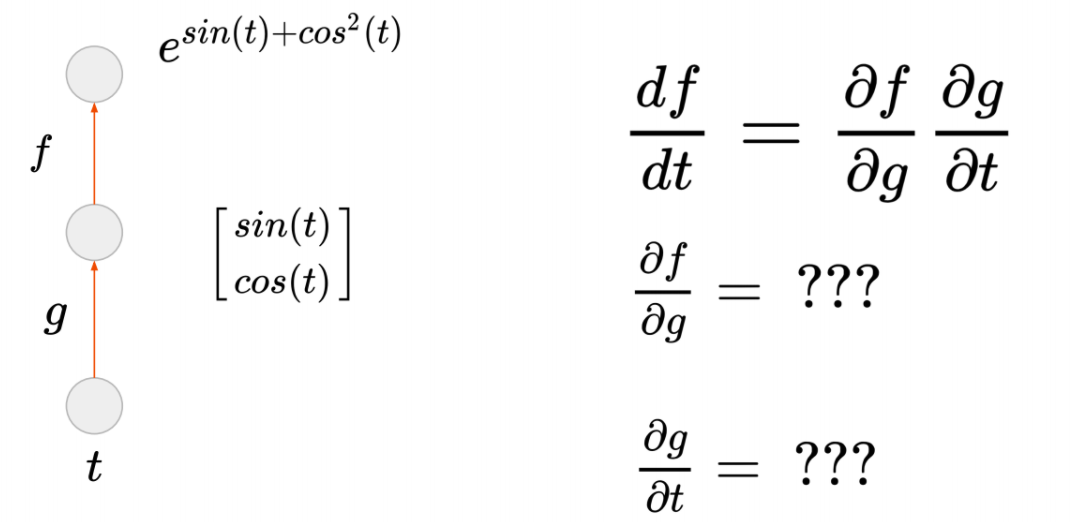 e^{sin(t)+cos^2(t)}
f
[sin(t)
cos(t)]
g
t
df/dt = ∂f/∂g ∂g/∂t
∂f/∂g = ???
∂g/∂t = ???